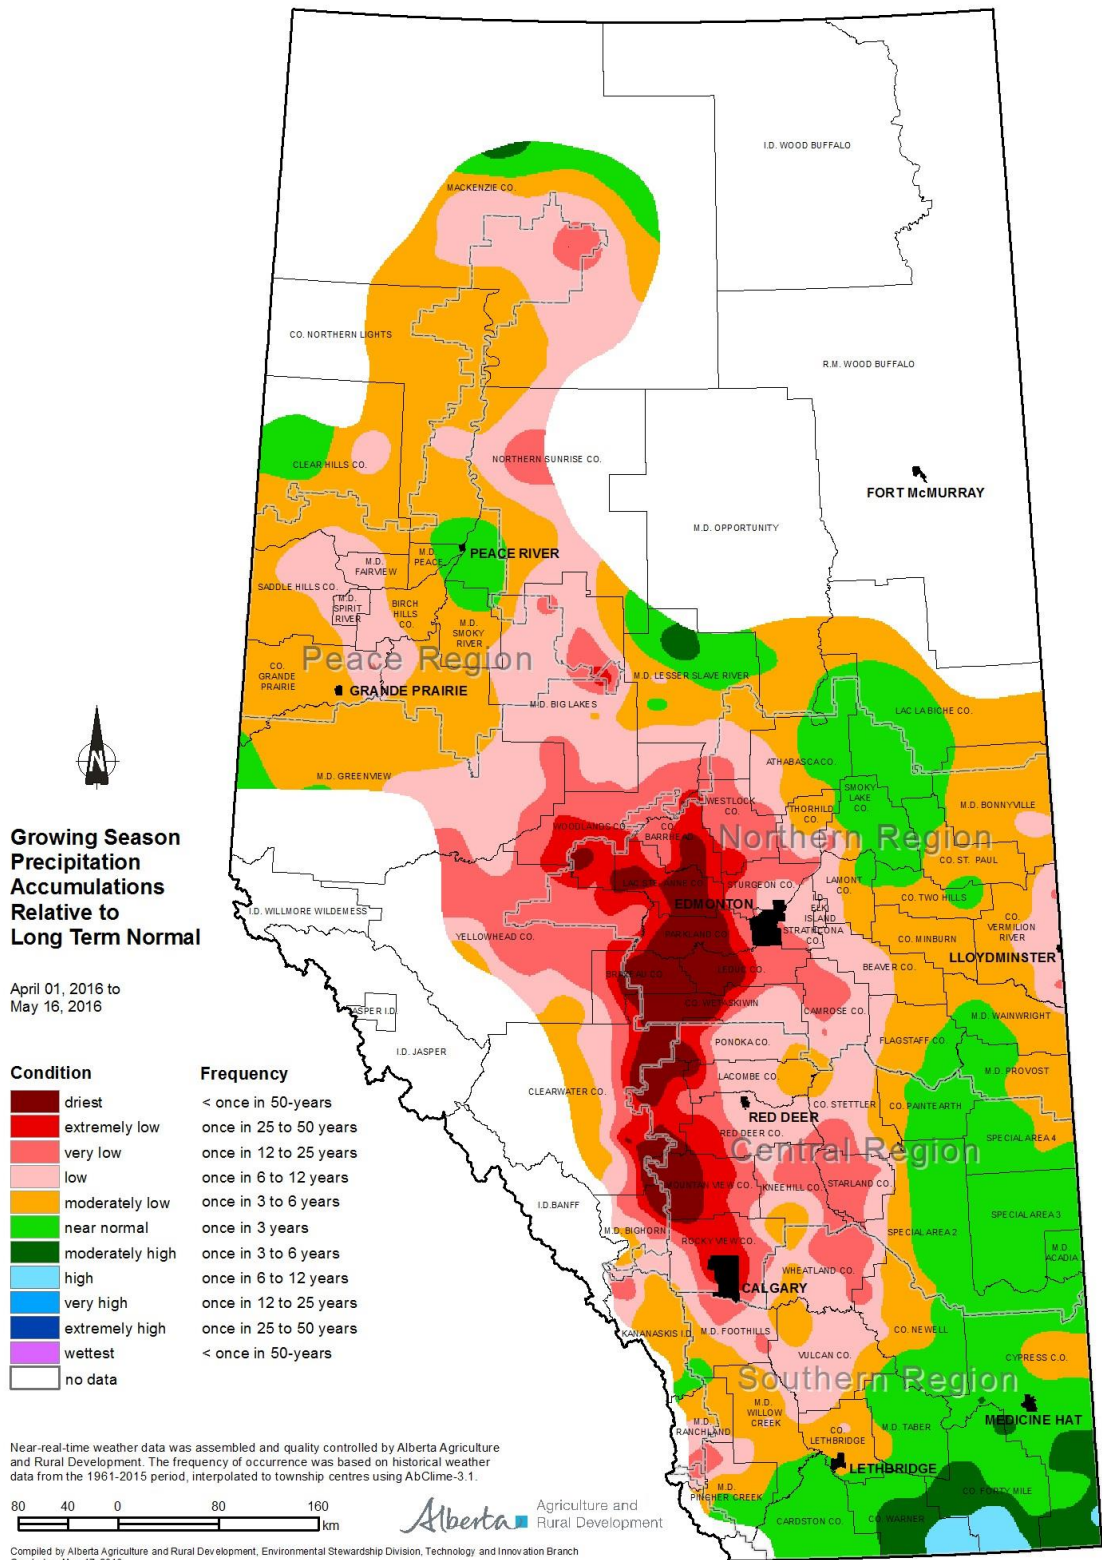 I.D. WOOD BUFFALO
MACKENZIE CO.
CO. NORTHERN LIGHTS
R.M. WOOD BUFFALO
CLEAR HILLS CO.
NORTHERN SUNRISE CO.
FORT McMURRAY
M.D. OPPORTUNITY
M.D.
PEACE
PEACE RIVER
M.D.
FAIRVIEW
SADDLE HILLS CO.
M.D.
SPIRIT
RIVER
BIRCH
HILLS
CO.
M.D.
SMOKY
RIVER
Peace Region
CO.
GRANDE
PRAIRIE
GRANDE PRAIRIE
M.D. LESSER SLAVE RIVER
M.D. BIG LAKES
LAC LA BICHE CO.
M.D. GREENVIEW
ATHABASCA CO.
SMOKY
LAKE
CO.
M.D. BONNYVILLE
WESTLOCK
CO.
THORHILD
CO.
WOODLANDS CO.
CO.
BARRHEAD
Northern Region
CO. ST. PAUL
LAC STE. ANNE CO.
STURGEON CO.
LAMONT
CO.
CO. TWO HILLS
EDMONTON
I.D.
ELK
ISLAND
STRATHCONA
CO.
CO.
VERMILION
RIVER
I.D. WILLMORE WILDERNESS
YELLOWHEAD CO.
PARKLAND CO.
CO. MINBURN
LLOYDMINSTER
BRAZEAU CO.
LEDUC CO.
BEAVER CO.
CO. WETASKIWIN
CAMROSE CO.
M.D. WAINWRIGHT
JASPER I.D.
I.D. JASPER
PONOKA CO.
FLAGSTAFF CO.
M.D. PROVOST
LACOMBE CO.
CLEARWATER CO.
CO. STETTLER
CO. PAINTEARTH
RED DEER
RED DEER CO.
SPECIAL AREA 4
Central Region
MOUNTAIN VIEW CO.
KNEEHILL CO.
STARLAND CO.
I.D. BANFF
SPECIAL AREA 3
M.D. BIGHORN
ROCKY VIEW CO.
SPECIAL AREA 2
M.D.
ACADIA
WHEATLAND CO.
CALGARY
KANANASKIS I.D.
M.D. FOOTHILLS
CO. NEWELL
VULCAN CO.
CYPRESS C.O.
Southern Region
M.D.
WILLOW
CREEK
M.D.
RANCHLAND
MEDICINE HAT
M.D. TABER
CO.
LETHBRIDGE
LETHBRIDGE
M.D.
PINCHER CREEK
CO. FORTY MILE
CARDSTON CO.
CO. WARNER
N
Growing Season
Precipitation
Accumulations
Relative to
Long Term Normal
April 01, 2016 to
May 16, 2016
Condition Frequency
driest < once in 50-years
extremely low once in 25 to 50 years
very low once in 12 to 25 years
low once in 6 to 12 years
moderately low once in 3 to 6 years
near normal once in 3 years
moderately high once in 3 to 6 years
high once in 6 to 12 years
very high once in 12 to 25 years
extremely high once in 25 to 50 years
wettest < once in 50-years
no data
Near-real-time weather data was assembled and quality controlled by Alberta Agriculture
and Rural Development. The frequency of occurrence was based on historical weather
data from the 1961-2015 period, interpolated to township centres using AbClime-3.1.
80 40 0 80 160
km
Alberta Agriculture and
Rural Development
Compiled by Alberta Agriculture and Rural Development, Environmental Stewardship Division, Technology and Innovation Branch